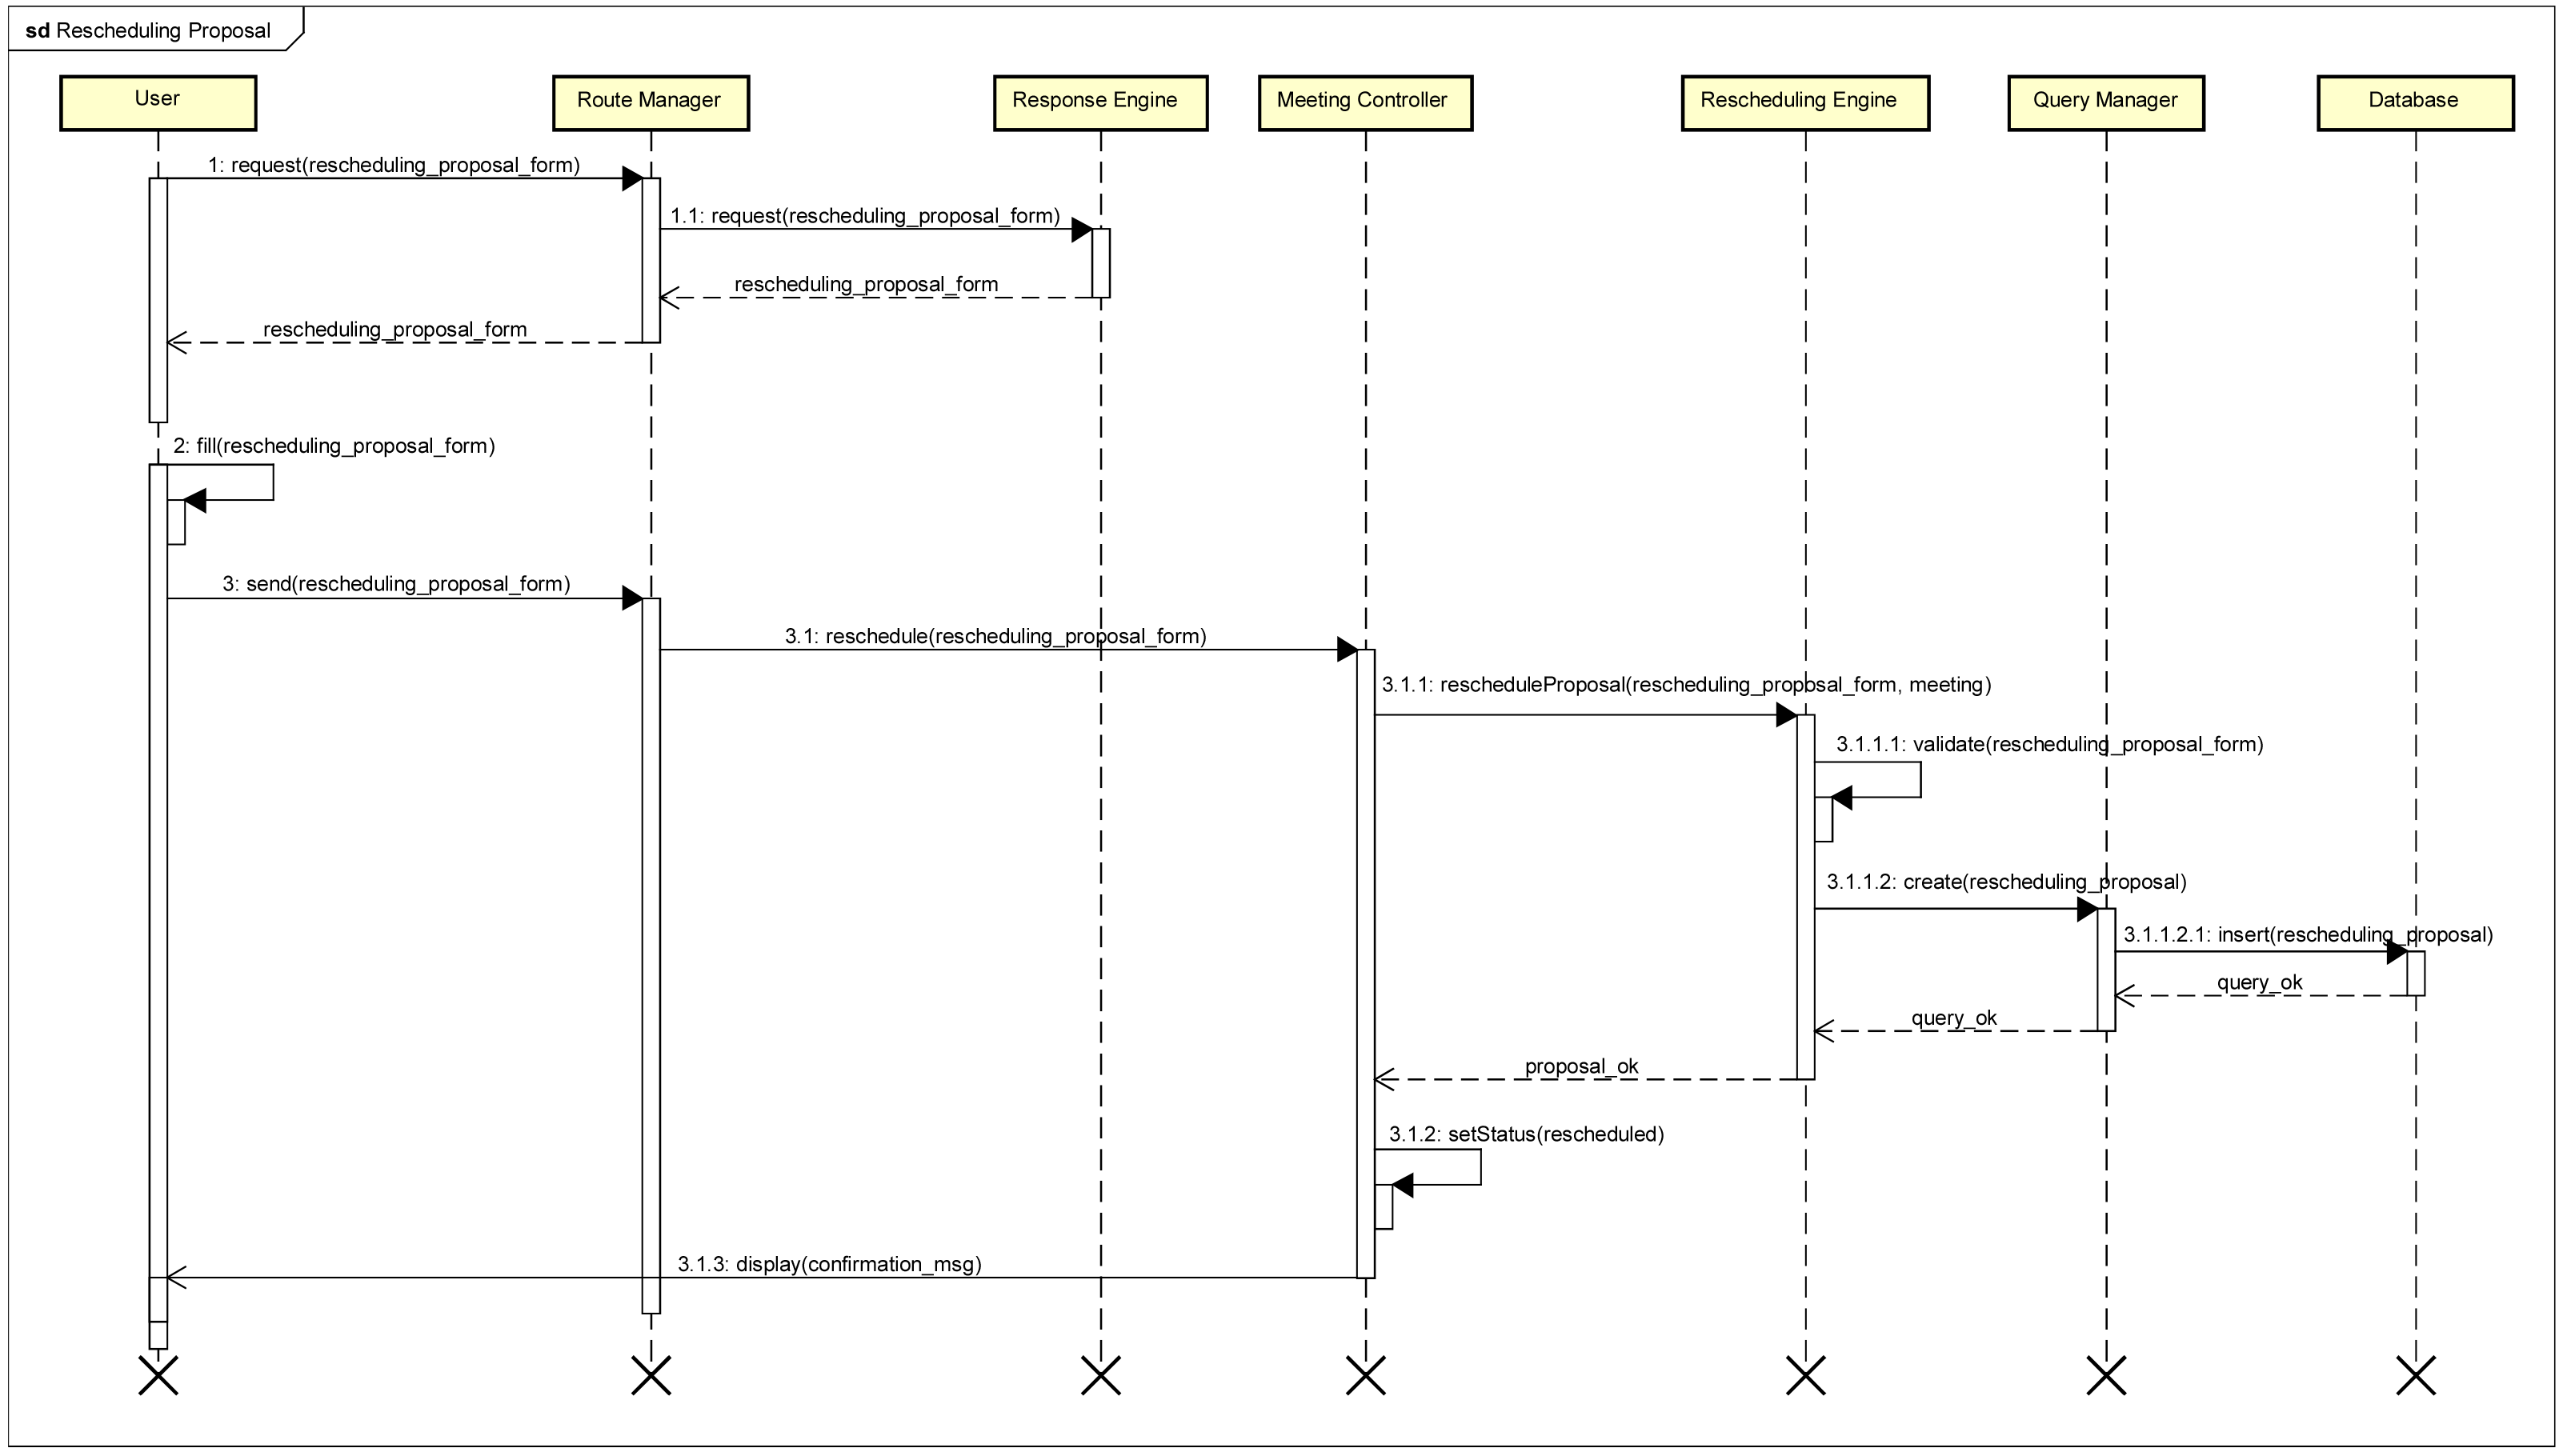 sd Rescheduling Proposal
User
Route Manager
Response Engine
Meeting Controller
Rescheduling Engine
Query Manager
Database
1: request(rescheduling_proposal_form)
1.1: request(rescheduling_proposal_form)
rescheduling_proposal_form
rescheduling_proposal_form
2: fill(rescheduling_proposal_form)
3: send(rescheduling_proposal_form)
3.1: reschedule(rescheduling_proposal_form)
3.1.1: rescheduleProposal(rescheduling_proposal_form, meeting)
3.1.1.1: validate(rescheduling_proposal_form)
3.1.1.2: create(rescheduling_proposal)
3.1.1.2.1: insert(rescheduling_proposal)
query_ok
query_ok
proposal_ok
3.1.2: setStatus(rescheduled)
3.1.3: display(confirmation_msg)